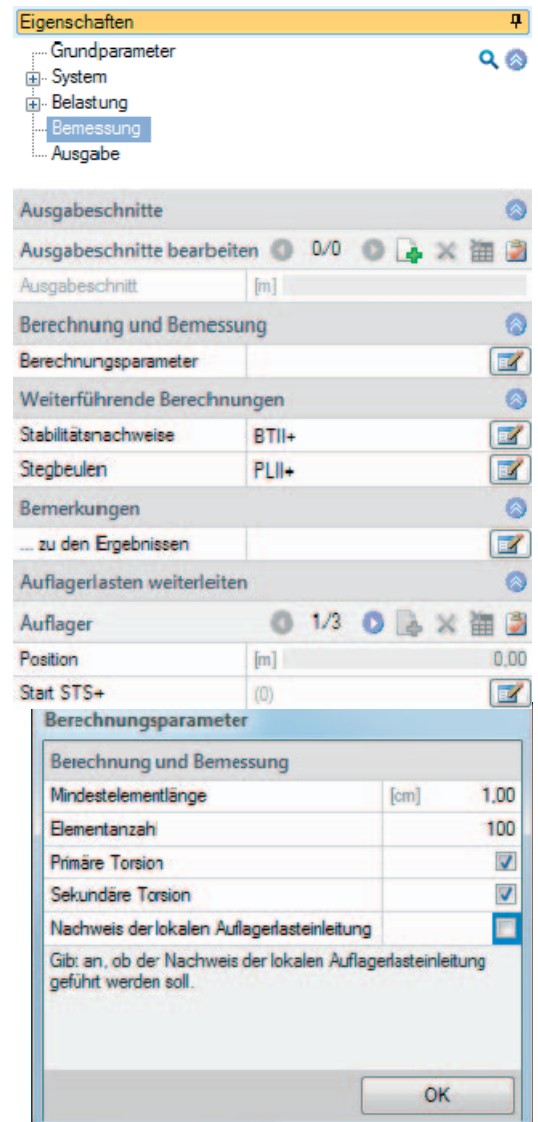 Eigenschaften
Grundparameter
System
Belastung
Bemessung
Ausgabe
Ausgabeschnitte
Ausgabeschnitte bearbeiten 0/0
Ausgabeschnitt [m]
Berechnung und Bemessung
Berechnungsparameter
Weiterführende Berechnungen
Stabilitätsnachweise BTII+
Stegbeulen PLII+
Bemerkungen
... zu den Ergebnissen
Auflagerlasten weiterleiten
Auflager 1/3
Position [m] 0,00
Start STS+ (0)
Berechnungsparameter
Berechnung und Bemessung
Mindestelementlänge [cm] 1,00
Elementanzahl 100
Primäre Torsion
Sekundäre Torsion
Nachweis der lokalen Auflagerlasteinleitung
Gibt an, ob der Nachweis der lokalen Auflagerlasteinleitung
geführt werden soll.
OK